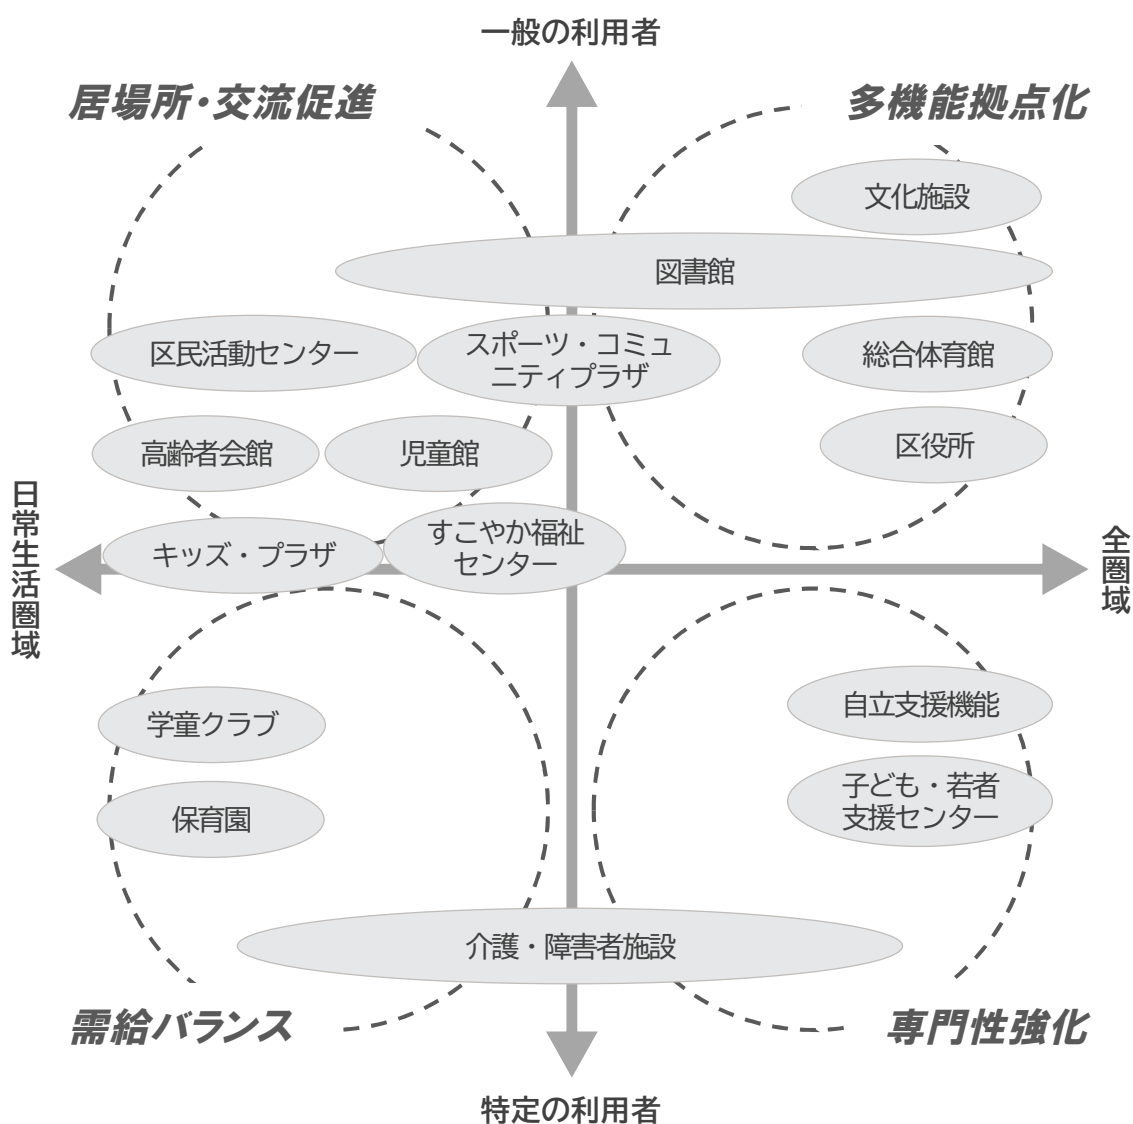 一般の利用者
居場所・交流促進
多機能拠点化
文化施設
図書館
区民活動センター
スポーツ・コミュ
ニティプラザ
総合体育館
高齢者会館
児童館
区役所
日常生活圏域
キッズ・プラザ
すこやか福祉
センター
全圏域
学童クラブ
自立支援機能
保育園
子ども・若者
支援センター
介護・障害者施設
需給バランス
専門性強化
特定の利用者